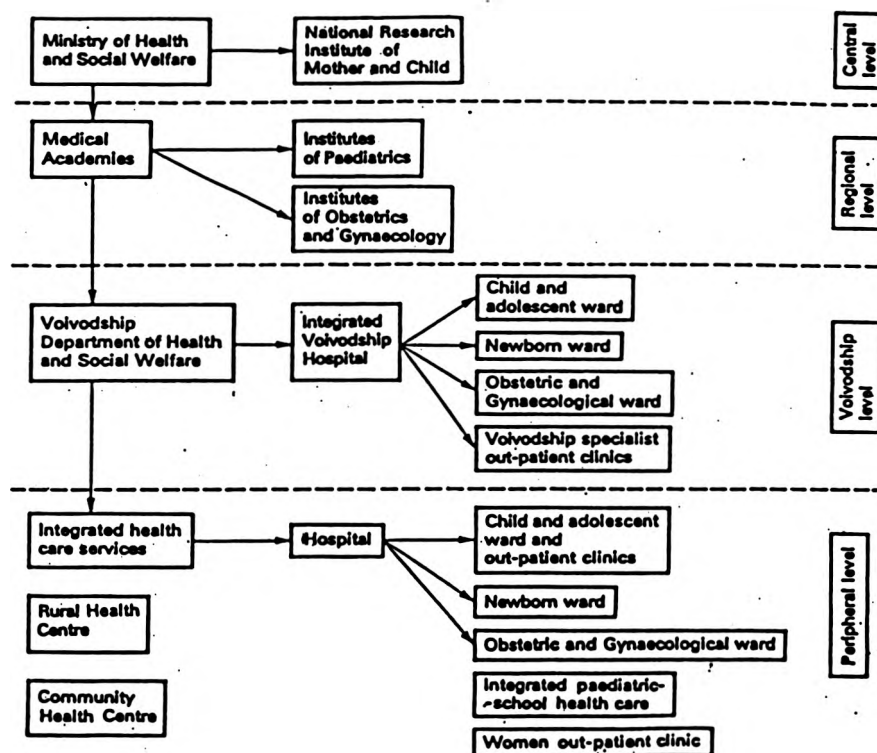 Ministry of Health
and Social Welfare
National Research
Institute of
Mother and Child
Central
level
Medical
Academies
Institutes
of Paediatrics
Institutes
of Obstetrics
and Gynaecology
Regional
level
Voivodship
Department of Health
and Social Welfare
Integrated
Voivodship
Hospital
Child and
adolescent ward
Newborn ward
Obstetric and
Gynaecological ward
Voivodship specialist
out-patient clinics
Voivodship
level
Integrated health
care services
Hospital
Child and adolescent
ward and
out-patient clinics
Newborn ward
Obstetric and Gynaecological ward
Integrated paediatric-
-school health care
Women out-patient clinic
Rural Health
Centre
Community
Health Centre
Peripheral level